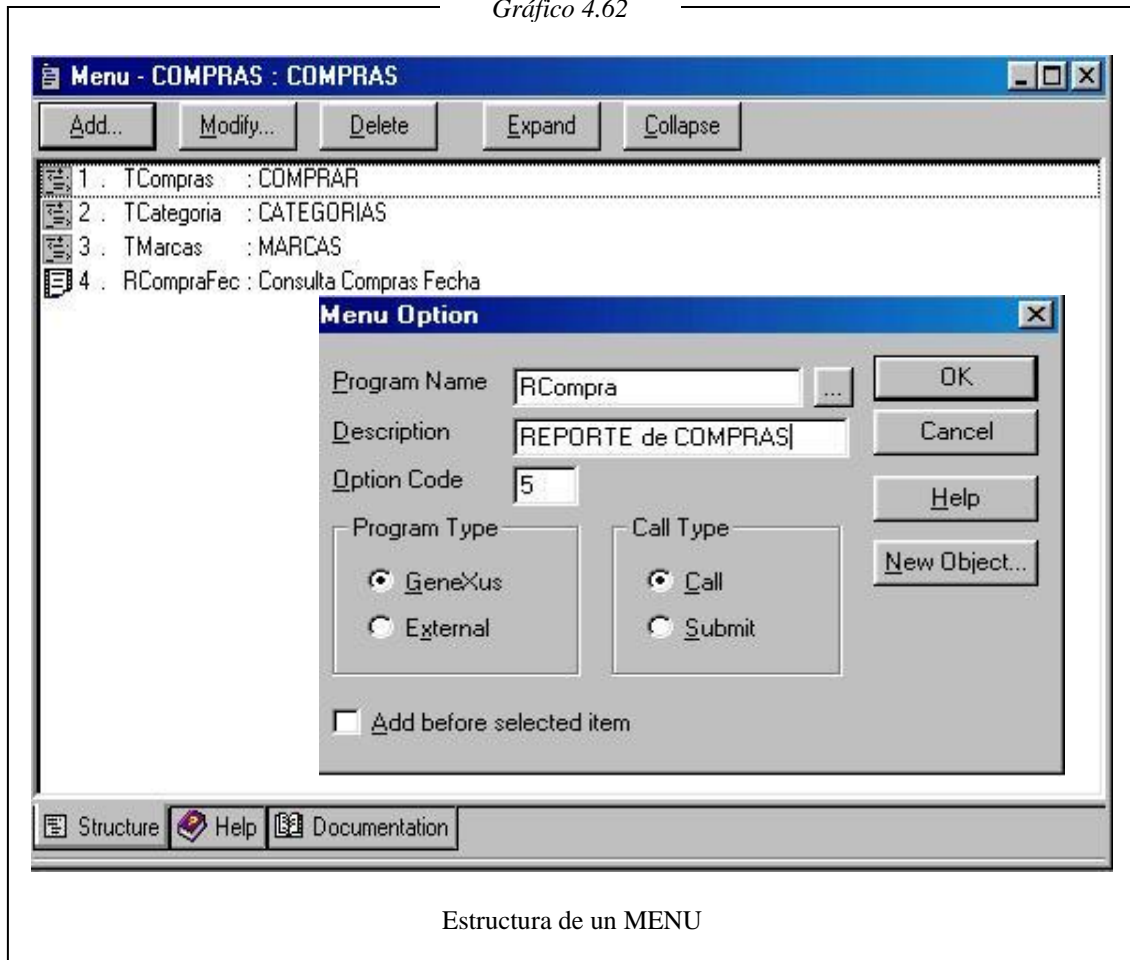 Gráfico 4.62
Menu - COMPRAS : COMPRAS
Add... Modify... Delete Expand Collapse
1 . TCompras : COMPRAR
2 . TCategoria : CATEGORIAS
3 . TMarcas : MARCAS
4 . RCompraFec : Consulta Compras Fecha
Menu Option
Program Name RCompra ... OK
Description REPORTE de COMPRAS Cancel
Option Code 5 Help
Program Type Call Type New Object...
GeneXus Call
External Submit
Add before selected item
Structure Help Documentation
Estructura de un MENU